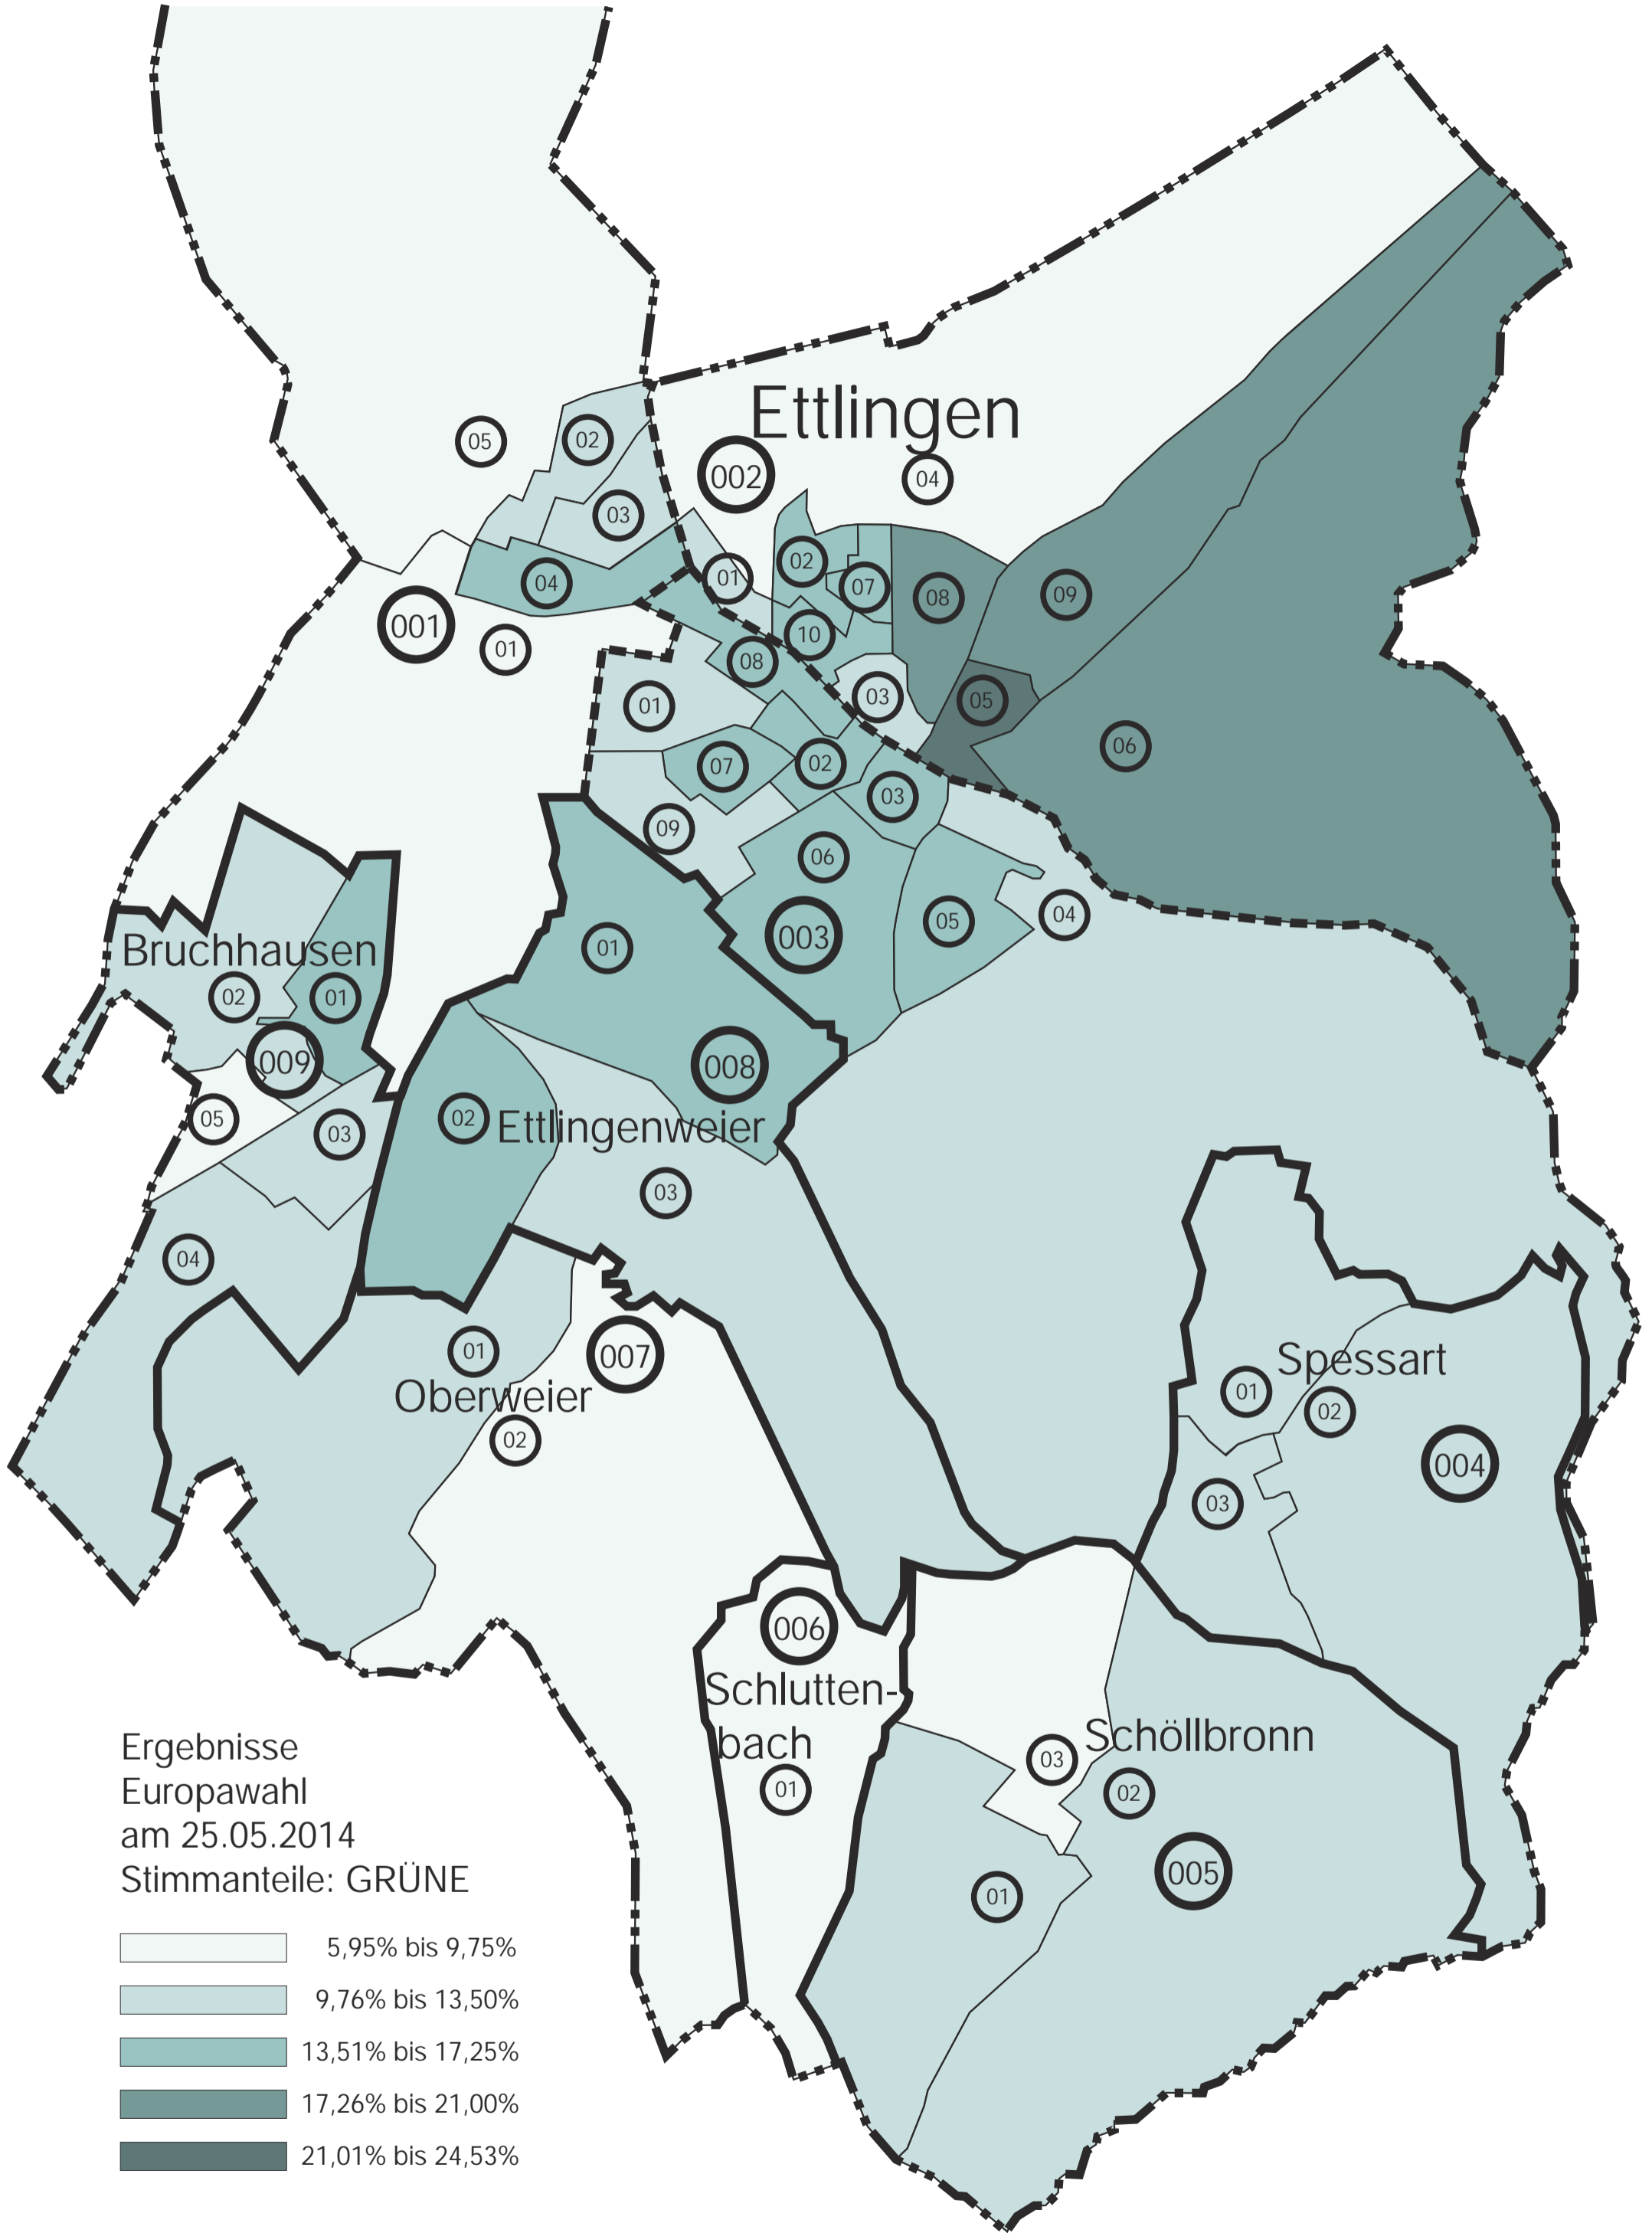 Ettlingen
05
02
002
04
03
02
01
04
07
08
09
001
10
01
08
03
05
01
06
02
07
03
09
06
04
05
003
01
Bruchhausen
02
01
009
008
05
02
Ettlingenweier
03
03
04
01
007
Spessart
01
Oberweier
02
02
004
03
006
Schlutten-
bach
Schöllbronn
03
01
02
005
01
Ergebnisse
Europawahl
am 25.05.2014
Stimmanteile: GRÜNE
5,95% bis 9,75%
9,76% bis 13,50%
13,51% bis 17,25%
17,26% bis 21,00%
21,01% bis 24,53%